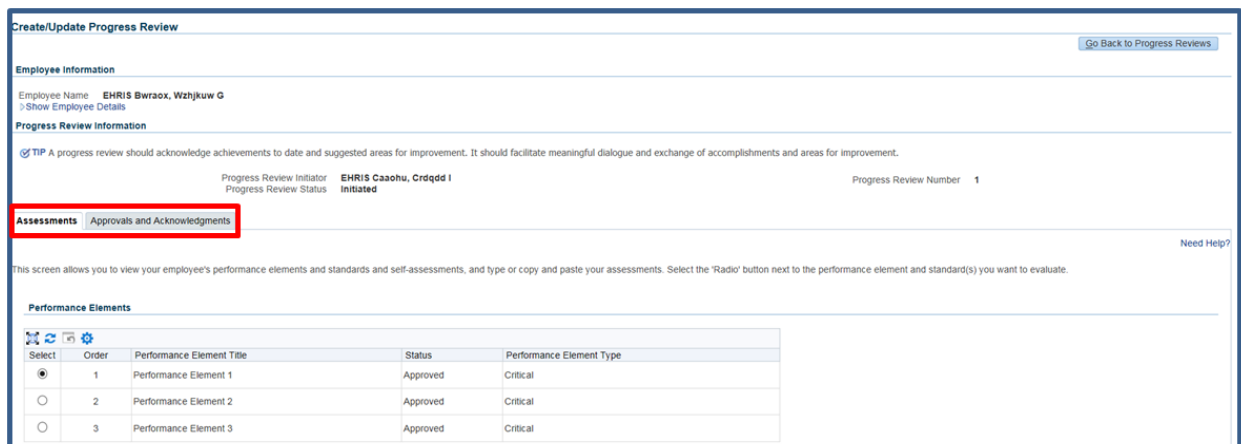 Create/Update Progress Review
Go Back to Progress Reviews
Employee Information
Employee Name EHRIS Bwraox, Wzhjkuw G
Show Employee Details
Progress Review Information
TIP A progress review should acknowledge achievements to date and suggested areas for improvement. It should facilitate meaningful dialogue and exchange of accomplishments and areas for improvement.
Progress Review Initiator EHRIS Caaohu, Crdqdd I Progress Review Number 1
Progress Review Status Initiated
Assessments Approvals and Acknowledgments
Need Help?
This screen allows you to view your employee's performance elements and standards and self-assessments, and type or copy and paste your assessments. Select the 'Radio' button next to the performance element and standard(s) you want to evaluate.
Performance Elements
Select Order Performance Element Title Status Performance Element Type
1 Performance Element 1 Approved Critical
2 Performance Element 2 Approved Critical
3 Performance Element 3 Approved Critical